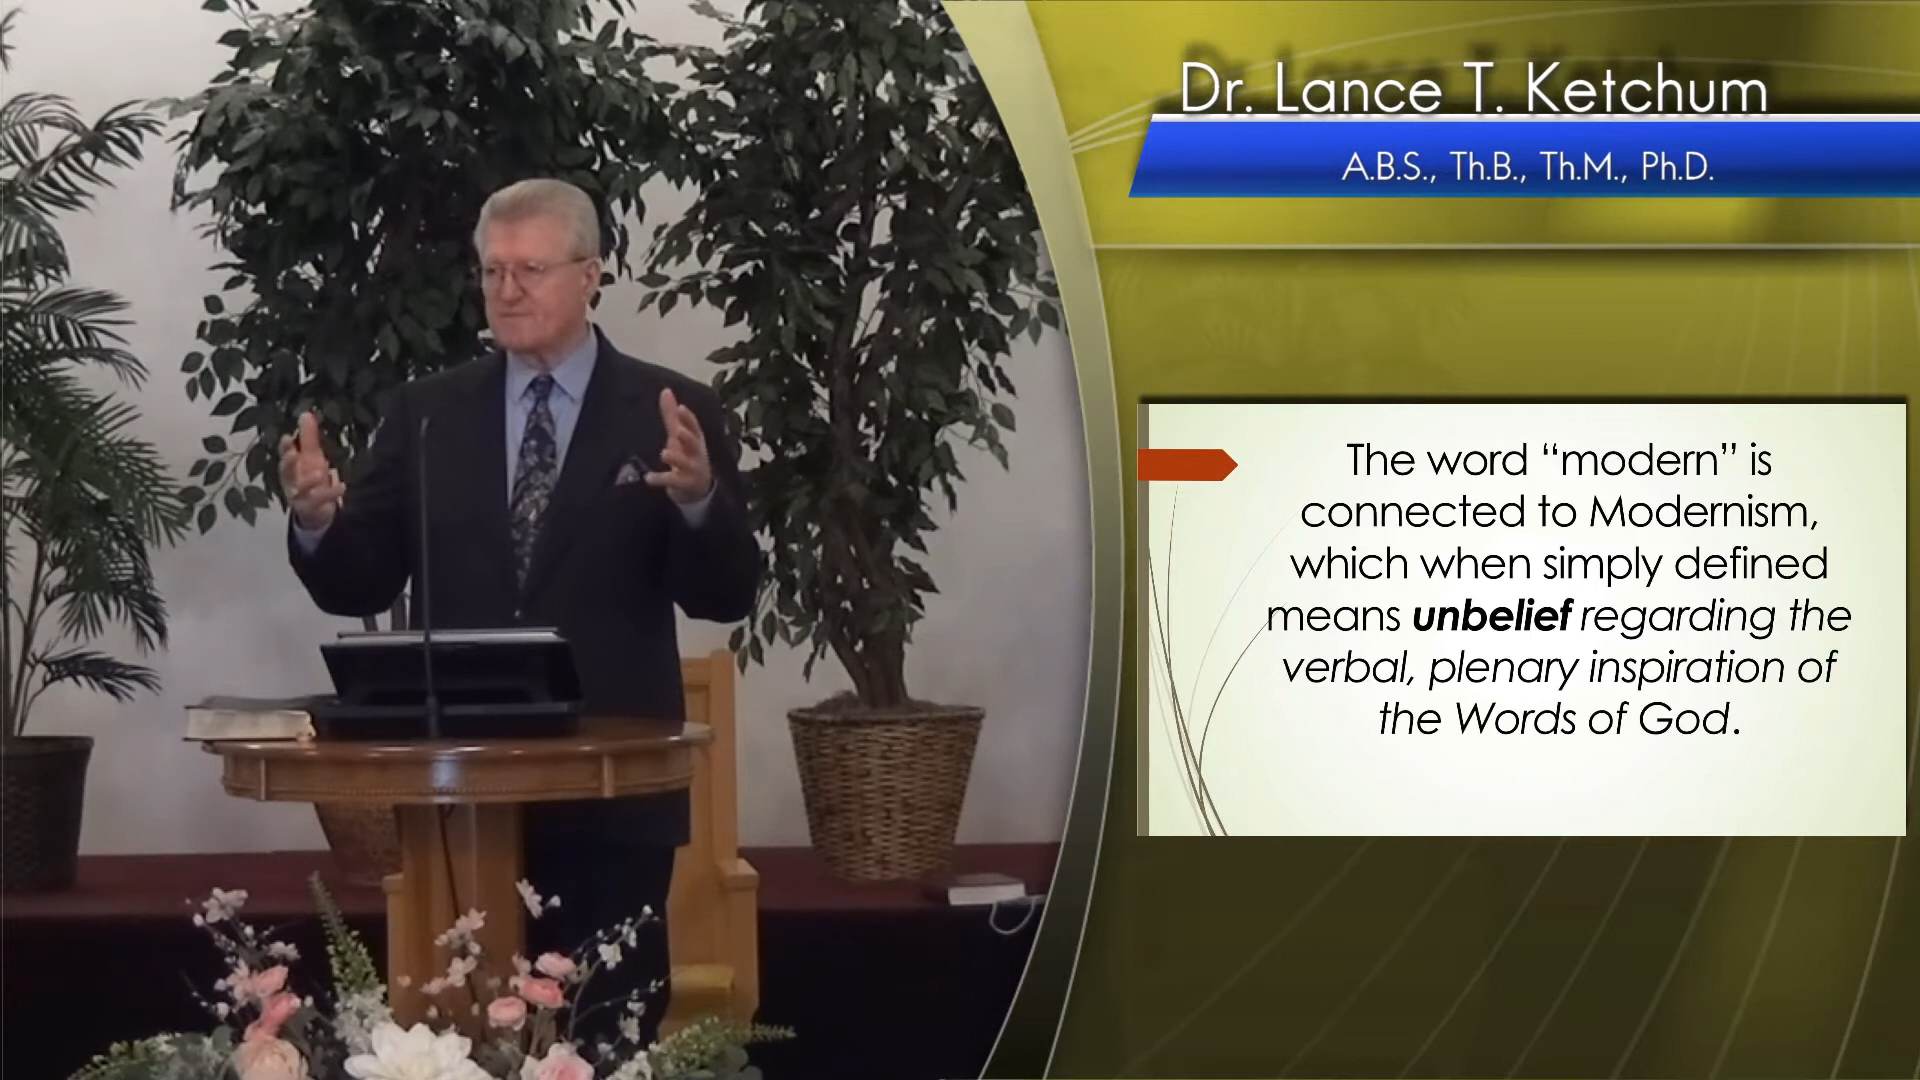 Dr. Lance T. Ketchum
A.B.S., Th.B., Th.M., Ph.D.
The word “modern” is
connected to Modernism,
which when simply defined
means unbelief regarding the
verbal, plenary inspiration of
the Words of God.